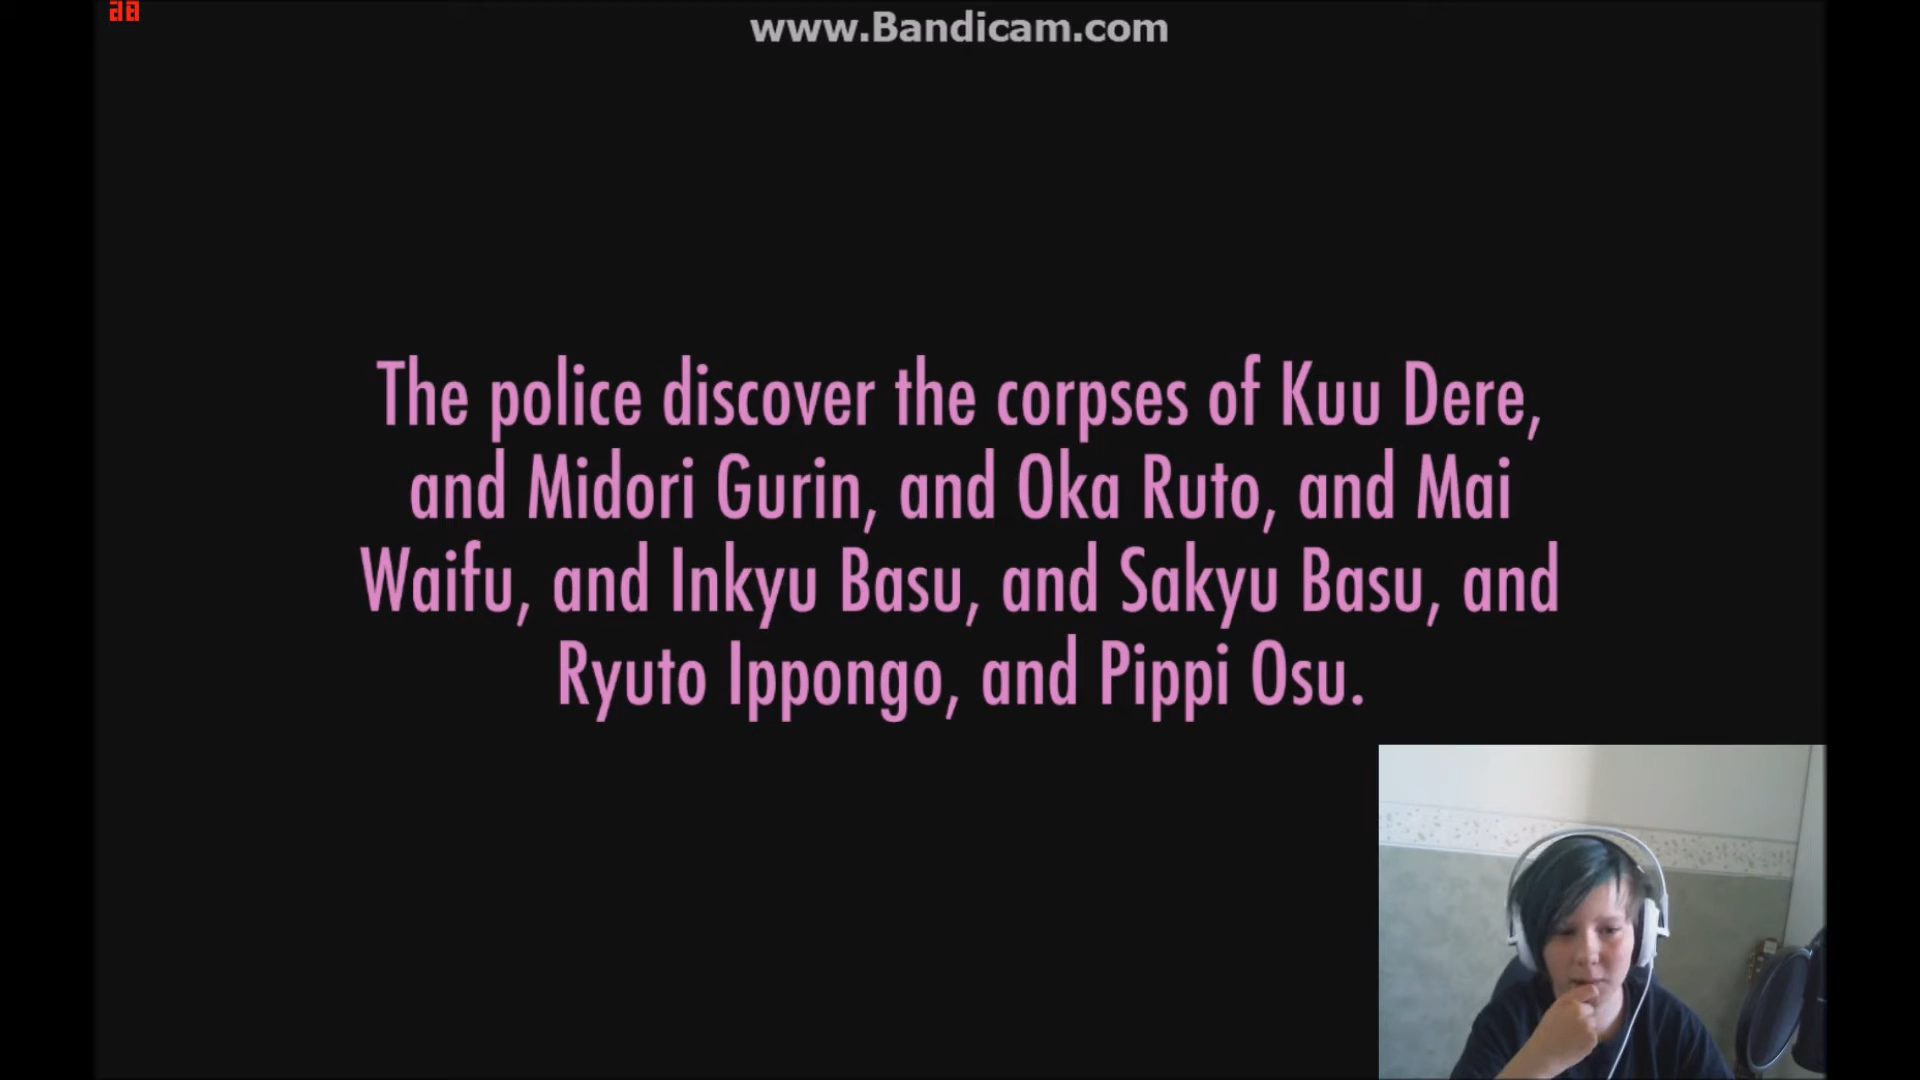 28
www.Bandicam.com
The police discover the corpses of Kuu Dere,
and Midori Gurin, and Oka Ruto, and Mai
Waifu, and Inkyu Basu, and Sakyu Basu, and
Ryuto Ippongo, and Pippi Osu.